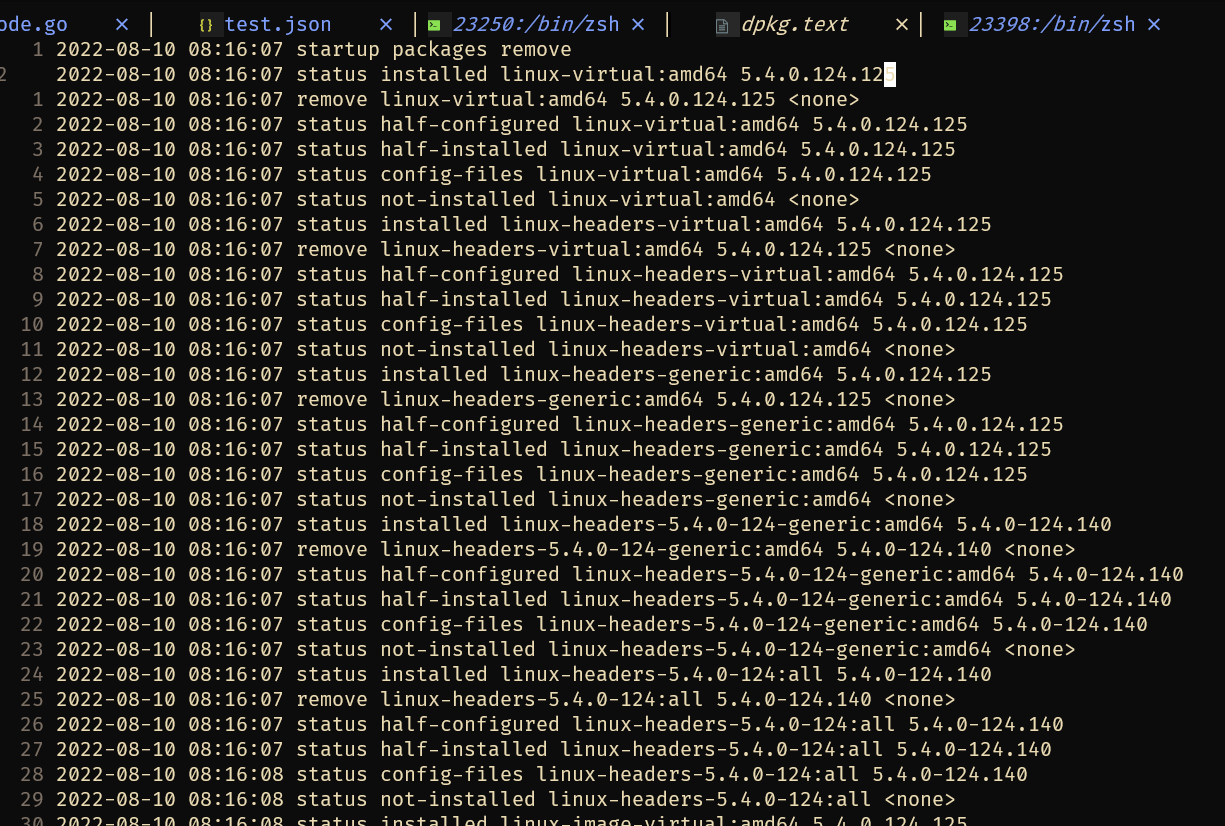 ode.go × | {} test.json × | 23250:/bin/zsh × | dpkg.text × | 23398:/bin/zsh ×
1 2022-08-10 08:16:07 startup packages remove
2 2022-08-10 08:16:07 status installed linux-virtual:amd64 5.4.0.124.125
1 2022-08-10 08:16:07 remove linux-virtual:amd64 5.4.0.124.125 <none>
2 2022-08-10 08:16:07 status half-configured linux-virtual:amd64 5.4.0.124.125
3 2022-08-10 08:16:07 status half-installed linux-virtual:amd64 5.4.0.124.125
4 2022-08-10 08:16:07 status config-files linux-virtual:amd64 5.4.0.124.125
5 2022-08-10 08:16:07 status not-installed linux-virtual:amd64 <none>
6 2022-08-10 08:16:07 status installed linux-headers-virtual:amd64 5.4.0.124.125
7 2022-08-10 08:16:07 remove linux-headers-virtual:amd64 5.4.0.124.125 <none>
8 2022-08-10 08:16:07 status half-configured linux-headers-virtual:amd64 5.4.0.124.125
9 2022-08-10 08:16:07 status half-installed linux-headers-virtual:amd64 5.4.0.124.125
10 2022-08-10 08:16:07 status config-files linux-headers-virtual:amd64 5.4.0.124.125
11 2022-08-10 08:16:07 status not-installed linux-headers-virtual:amd64 <none>
12 2022-08-10 08:16:07 status installed linux-headers-generic:amd64 5.4.0.124.125
13 2022-08-10 08:16:07 remove linux-headers-generic:amd64 5.4.0.124.125 <none>
14 2022-08-10 08:16:07 status half-configured linux-headers-generic:amd64 5.4.0.124.125
15 2022-08-10 08:16:07 status half-installed linux-headers-generic:amd64 5.4.0.124.125
16 2022-08-10 08:16:07 status config-files linux-headers-generic:amd64 5.4.0.124.125
17 2022-08-10 08:16:07 status not-installed linux-headers-generic:amd64 <none>
18 2022-08-10 08:16:07 status installed linux-headers-5.4.0-124-generic:amd64 5.4.0-124.140
19 2022-08-10 08:16:07 remove linux-headers-5.4.0-124-generic:amd64 5.4.0-124.140 <none>
20 2022-08-10 08:16:07 status half-configured linux-headers-5.4.0-124-generic:amd64 5.4.0-124.140
21 2022-08-10 08:16:07 status half-installed linux-headers-5.4.0-124-generic:amd64 5.4.0-124.140
22 2022-08-10 08:16:07 status config-files linux-headers-5.4.0-124-generic:amd64 5.4.0-124.140
23 2022-08-10 08:16:07 status not-installed linux-headers-5.4.0-124-generic:amd64 <none>
24 2022-08-10 08:16:07 status installed linux-headers-5.4.0-124:all 5.4.0-124.140
25 2022-08-10 08:16:07 remove linux-headers-5.4.0-124:all 5.4.0-124.140 <none>
26 2022-08-10 08:16:07 status half-configured linux-headers-5.4.0-124:all 5.4.0-124.140
27 2022-08-10 08:16:07 status half-installed linux-headers-5.4.0-124:all 5.4.0-124.140
28 2022-08-10 08:16:08 status config-files linux-headers-5.4.0-124:all 5.4.0-124.140
29 2022-08-10 08:16:08 status not-installed linux-headers-5.4.0-124:all <none>
30 2022-08-10 08:16:08 status installed linux-image-virtual:amd64 5.4.0.124.125